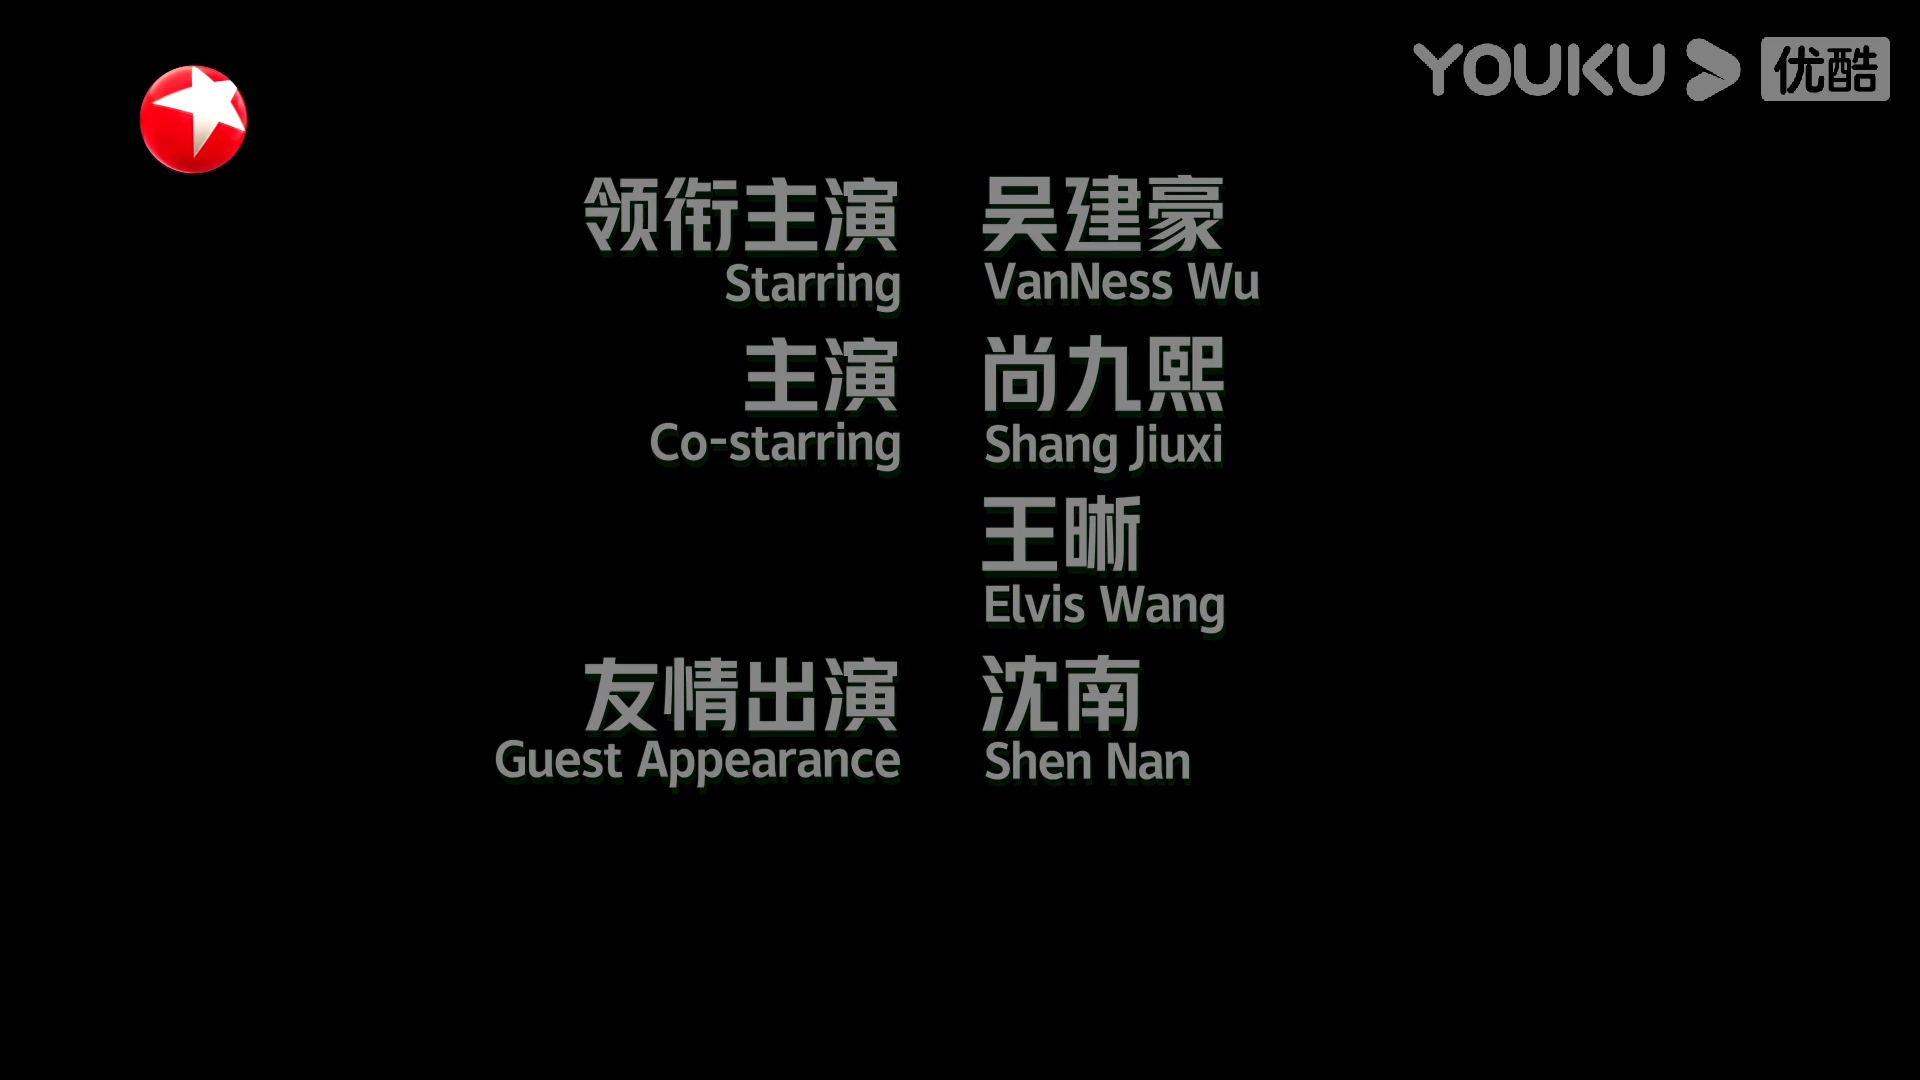 YOUKU 优酷
领衔主演 吴建豪
Starring VanNess Wu
主演 尚九熙
Co-starring Shang Jiuxi
王晰
Elvis Wang
友情出演 沈南
Guest Appearance Shen Nan